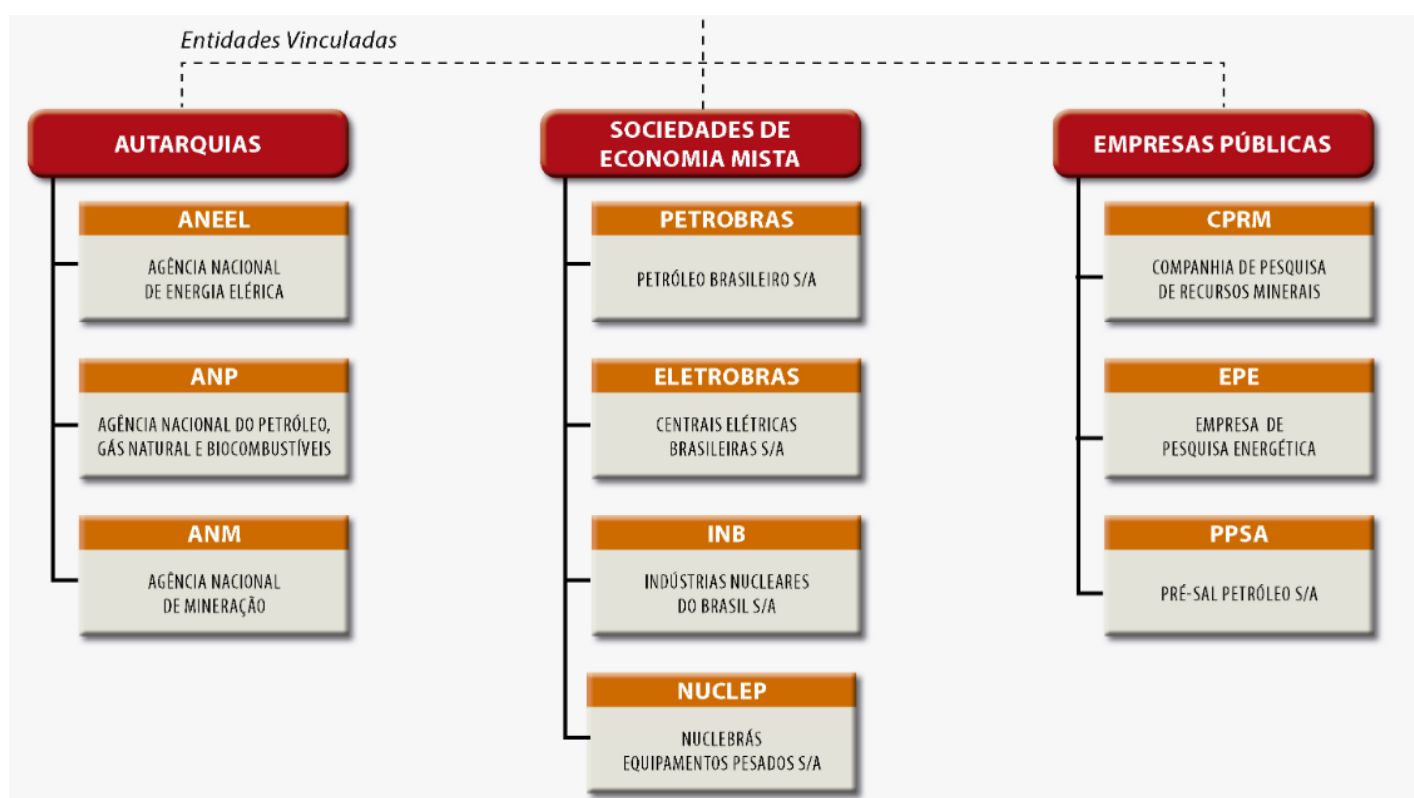 Entidades Vinculadas
AUTARQUIAS
ANEEL
AGÊNCIA NACIONAL
DE ENERGIA ELÉRICA
ANP
AGÊNCIA NACIONAL DO PETRÓLEO,
GÁS NATURAL E BIOCOMBUSTÍVEIS
ANM
AGÊNCIA NACIONAL
DE MINERAÇÃO
SOCIEDADES DE
ECONOMIA MISTA
PETROBRAS
PETRÓLEO BRASILEIRO S/A
ELETROBRAS
CENTRAIS ELÉTRICAS
BRASILEIRAS S/A
INB
INDÚSTRIAS NUCLEARES
DO BRASIL S/A
NUCLEP
NUCLEBRÁS
EQUIPAMENTOS PESADOS S/A
EMPRESAS PÚBLICAS
CPRM
COMPANHIA DE PESQUISA
DE RECURSOS MINERAIS
EPE
EMPRESA DE
PESQUISA ENERGÉTICA
PPSA
PRÉ-SAL PETRÓLEO S/A